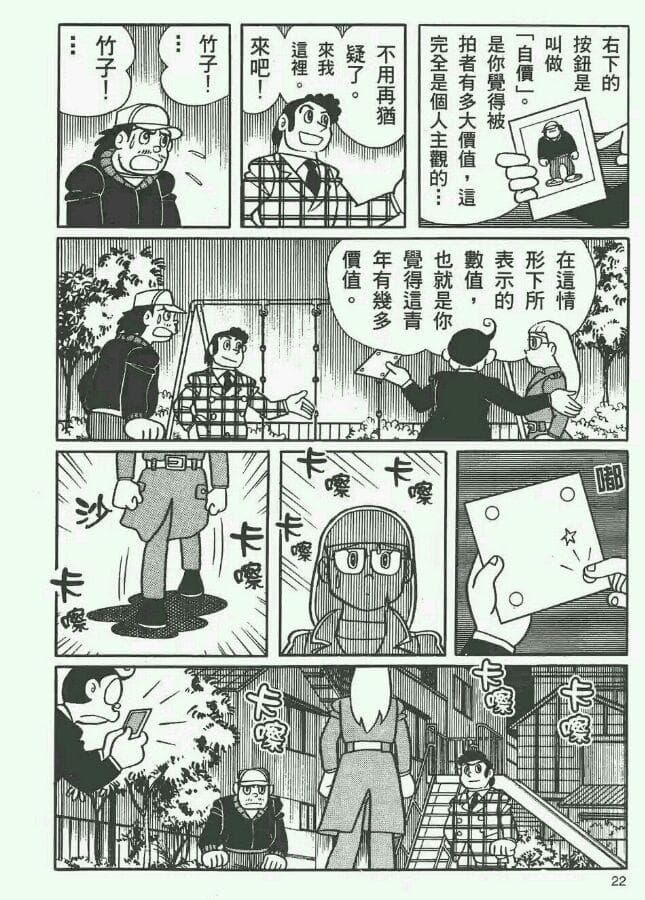 右下的
按鈕是
叫做
「自價」。
是你覺得被
拍者有多大價值，這
完全是個人主觀的…
不用再猶
疑了。
來我
這裡。
來吧！
竹子！
…
竹子！
…
在這情
形下所
表示的
數值，
也就是你
覺得這青
年有幾多
價值。
嘟
卡嚓
卡嚓
卡嚓
沙
卡嚓
卡嚓
卡嚓
卡嚓
卡嚓
22